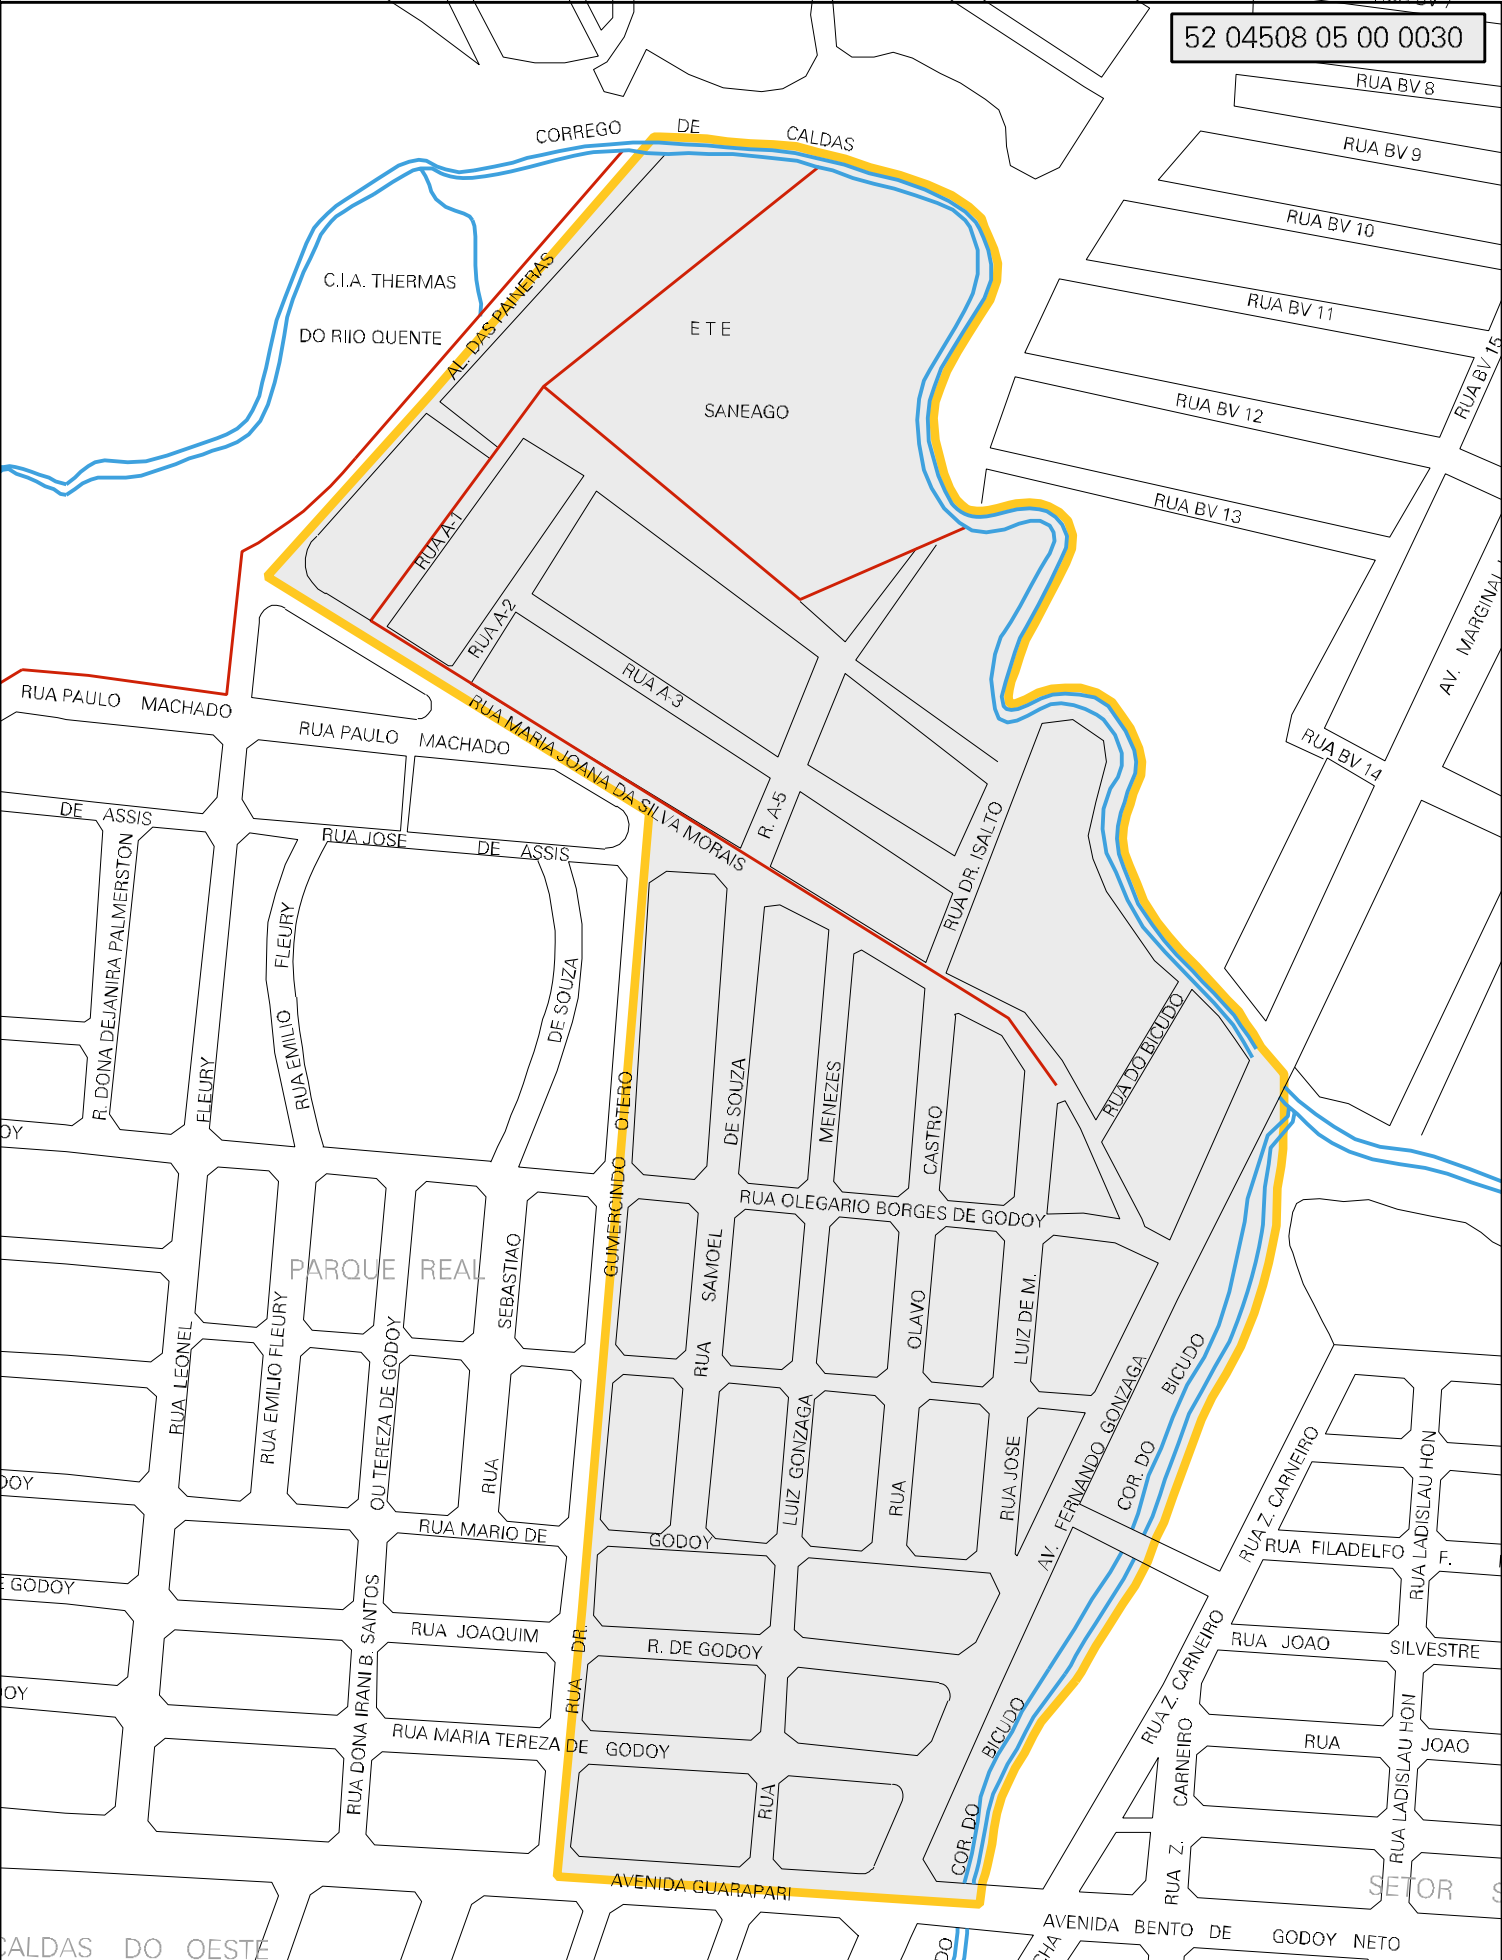 52 04508 05 00 0030
RUA BV 8
CORREGO DE CALDAS
RUA BV 9
RUA BV 10
C.I.A. THERMAS
DO RIIO QUENTE
AL. DAS PAINERAS
RUA BV 11
E T E
SANEAGO
RUA BV 12
RUA BV 15
RUA BV 13
RUA A-1
RUA A-2
RUA A-3
AV. MARGINAL
RUA PAULO MACHADO
RUA PAULO MACHADO
RUA MARIA JOANA DA SILVA MORAIS
RUA BV 14
R. A-5
RUA DR. ISALTO
DE ASSIS
RUA JOSE DE ASSIS
R. DONA DEJANIRA PALMERSTON
FLEURY
RUA EMILIO FLEURY
DE SOUZA
RUA DO BICUDO
OTERO
DE SOUZA
MENEZES
CASTRO
OY
RUA OLEGARIO BORGES DE GODOY
GUMERCINDO
PARQUE REAL
SEBASTIAO
SAMOEL
RUA
OLAVO
LUIZ DE M.
RUA LEONEL
RUA EMILIO FLEURY
OU TEREZA DE GODOY
BICUDO
AV. FERNANDO GONZAGA
COR. DO
LUIZ GONZAGA
RUA
RUA JOSE
RUA
DOY
RUA Z. CARNEIRO
RUA LADISLAU HON
RUA MARIO DE GODOY
RUA FILADELFO F.
E GODOY
RUA DONA IRANI B. SANTOS
RUA JOAQUIM R. DE GODOY
RUA DR.
RUA JOAO SILVESTRE
OY
RUA Z. CARNEIRO
RUA MARIA TEREZA DE GODOY
BICUDO
RUA JOAO
RUA LADISLAU HON
CARNEIRO
RUA
COR. DO
RUA Z.
AVENIDA GUARAPARI
SETOR S
AVENIDA BENTO DE GODOY NETO
CALDAS DO OESTE
DO
CHA